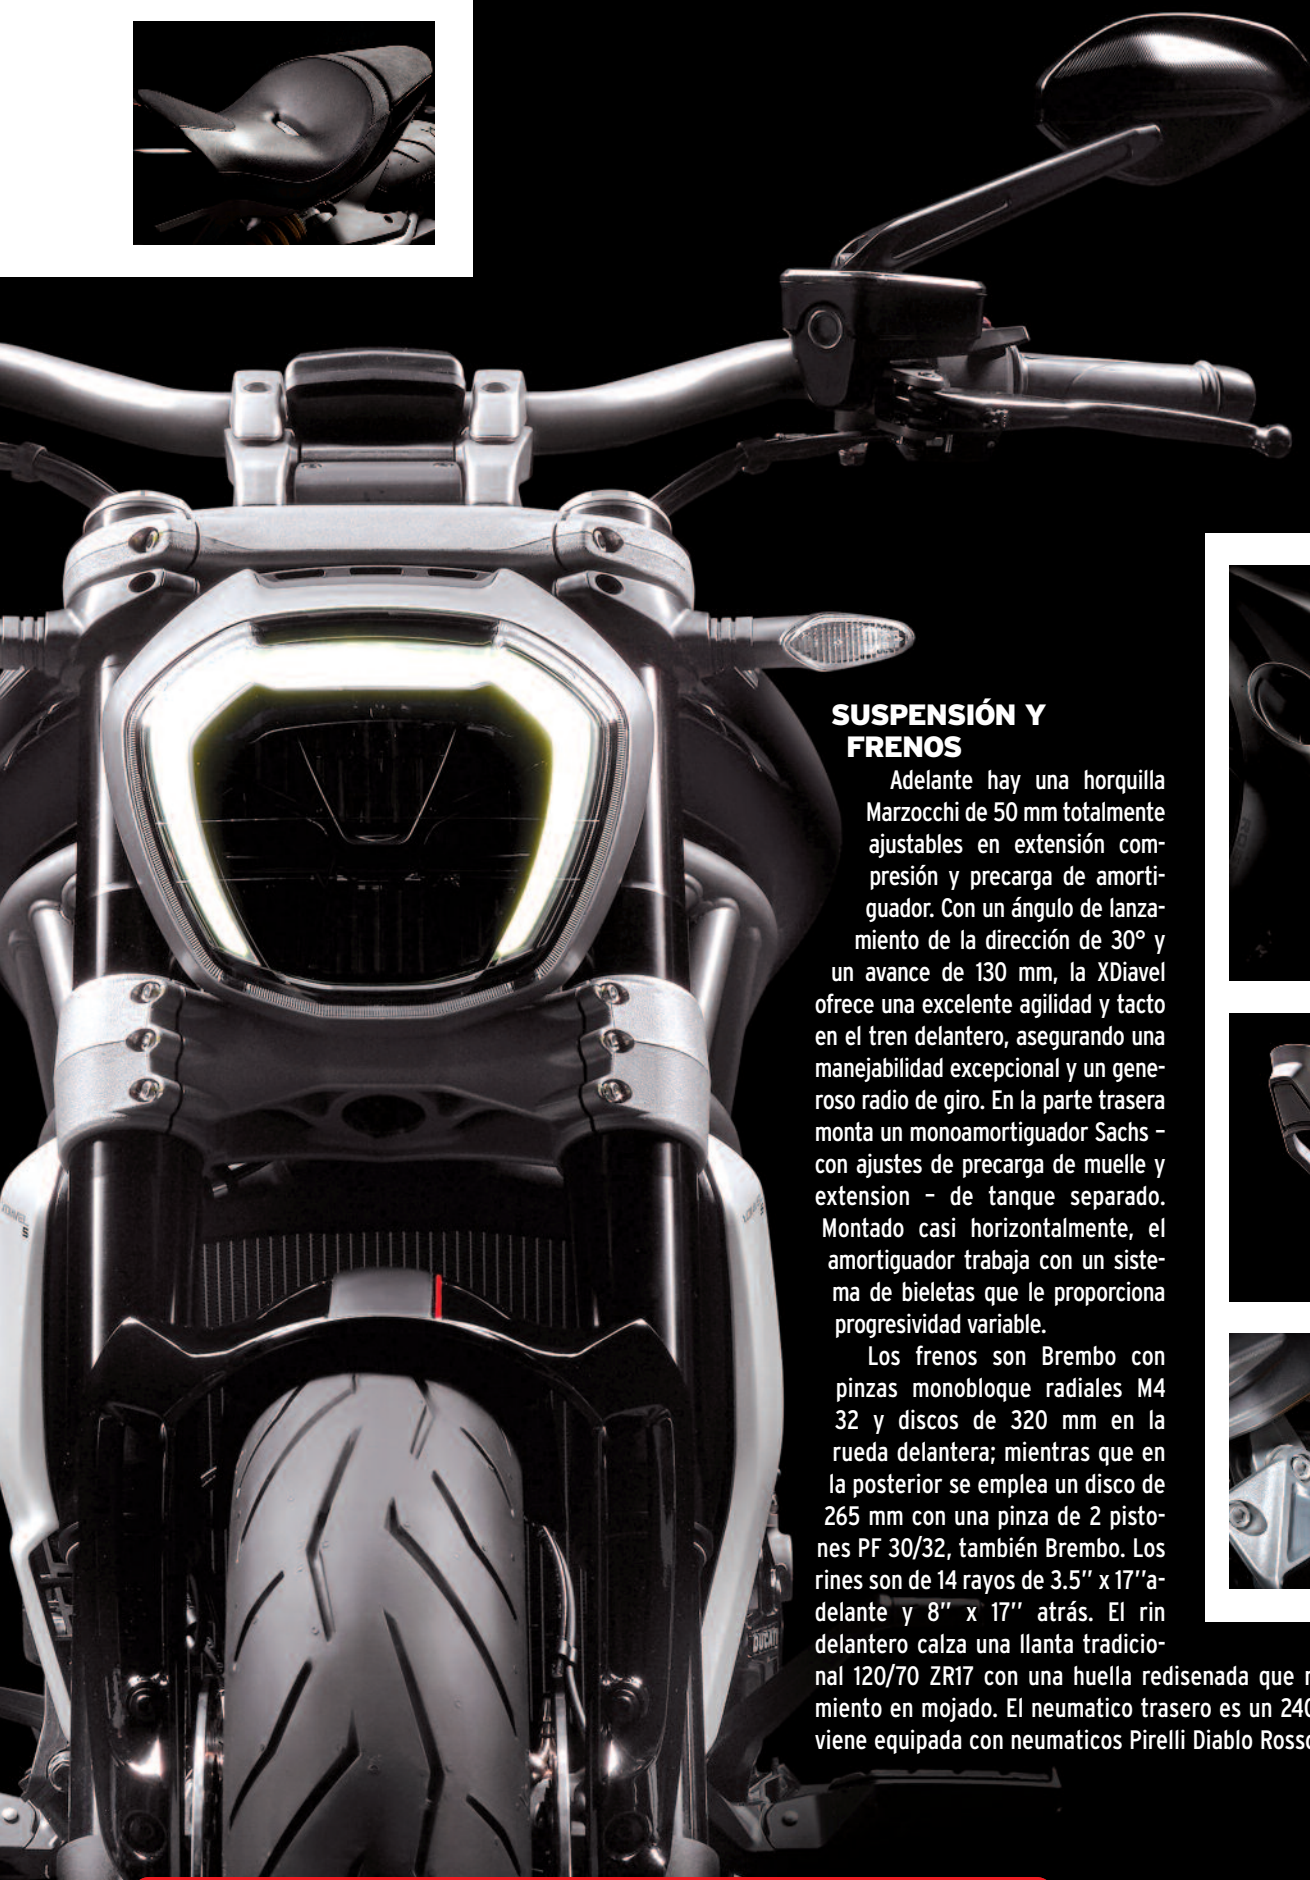 SUSPENSIÓN Y
FRENOS
Adelante hay una horquilla
Marzocchi de 50 mm totalmente
ajustables en extensión com-
presión y precarga de amorti-
guador. Con un ángulo de lanza-
miento de la dirección de 30° y
un avance de 130 mm, la XDiavel
ofrece una excelente agilidad y tacto
en el tren delantero, asegurando una
manejabilidad excepcional y un gene-
roso radio de giro. En la parte trasera
monta un monoamortiguador Sachs –
con ajustes de precarga de muelle y
extension – de tanque separado.
Montado casi horizontalmente, el
amortiguador trabaja con un siste-
ma de bieletas que le proporciona
progresividad variable.
Los frenos son Brembo con
pinzas monobloque radiales M4
32 y discos de 320 mm en la
rueda delantera; mientras que en
la posterior se emplea un disco de
265 mm con una pinza de 2 pisto-
nes PF 30/32, también Brembo. Los
rines son de 14 rayos de 3.5'' x 17''a-
delante y 8'' x 17'' atrás. El rin
delantero calza una llanta tradicio-
nal 120/70 ZR17 con una huella redisenada que
miento en mojado. El neumatico trasero es un 240
viene equipada con neumaticos Pirelli Diablo Rosso
XDIAVEL
S
S
DUCATI